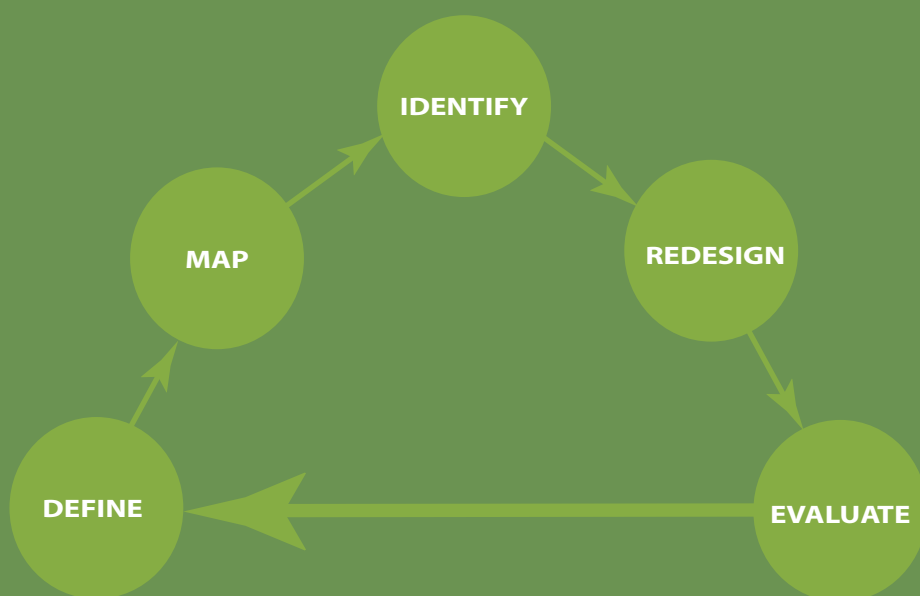 IDENTIFY
MAP
REDESIGN
DEFINE
EVALUATE